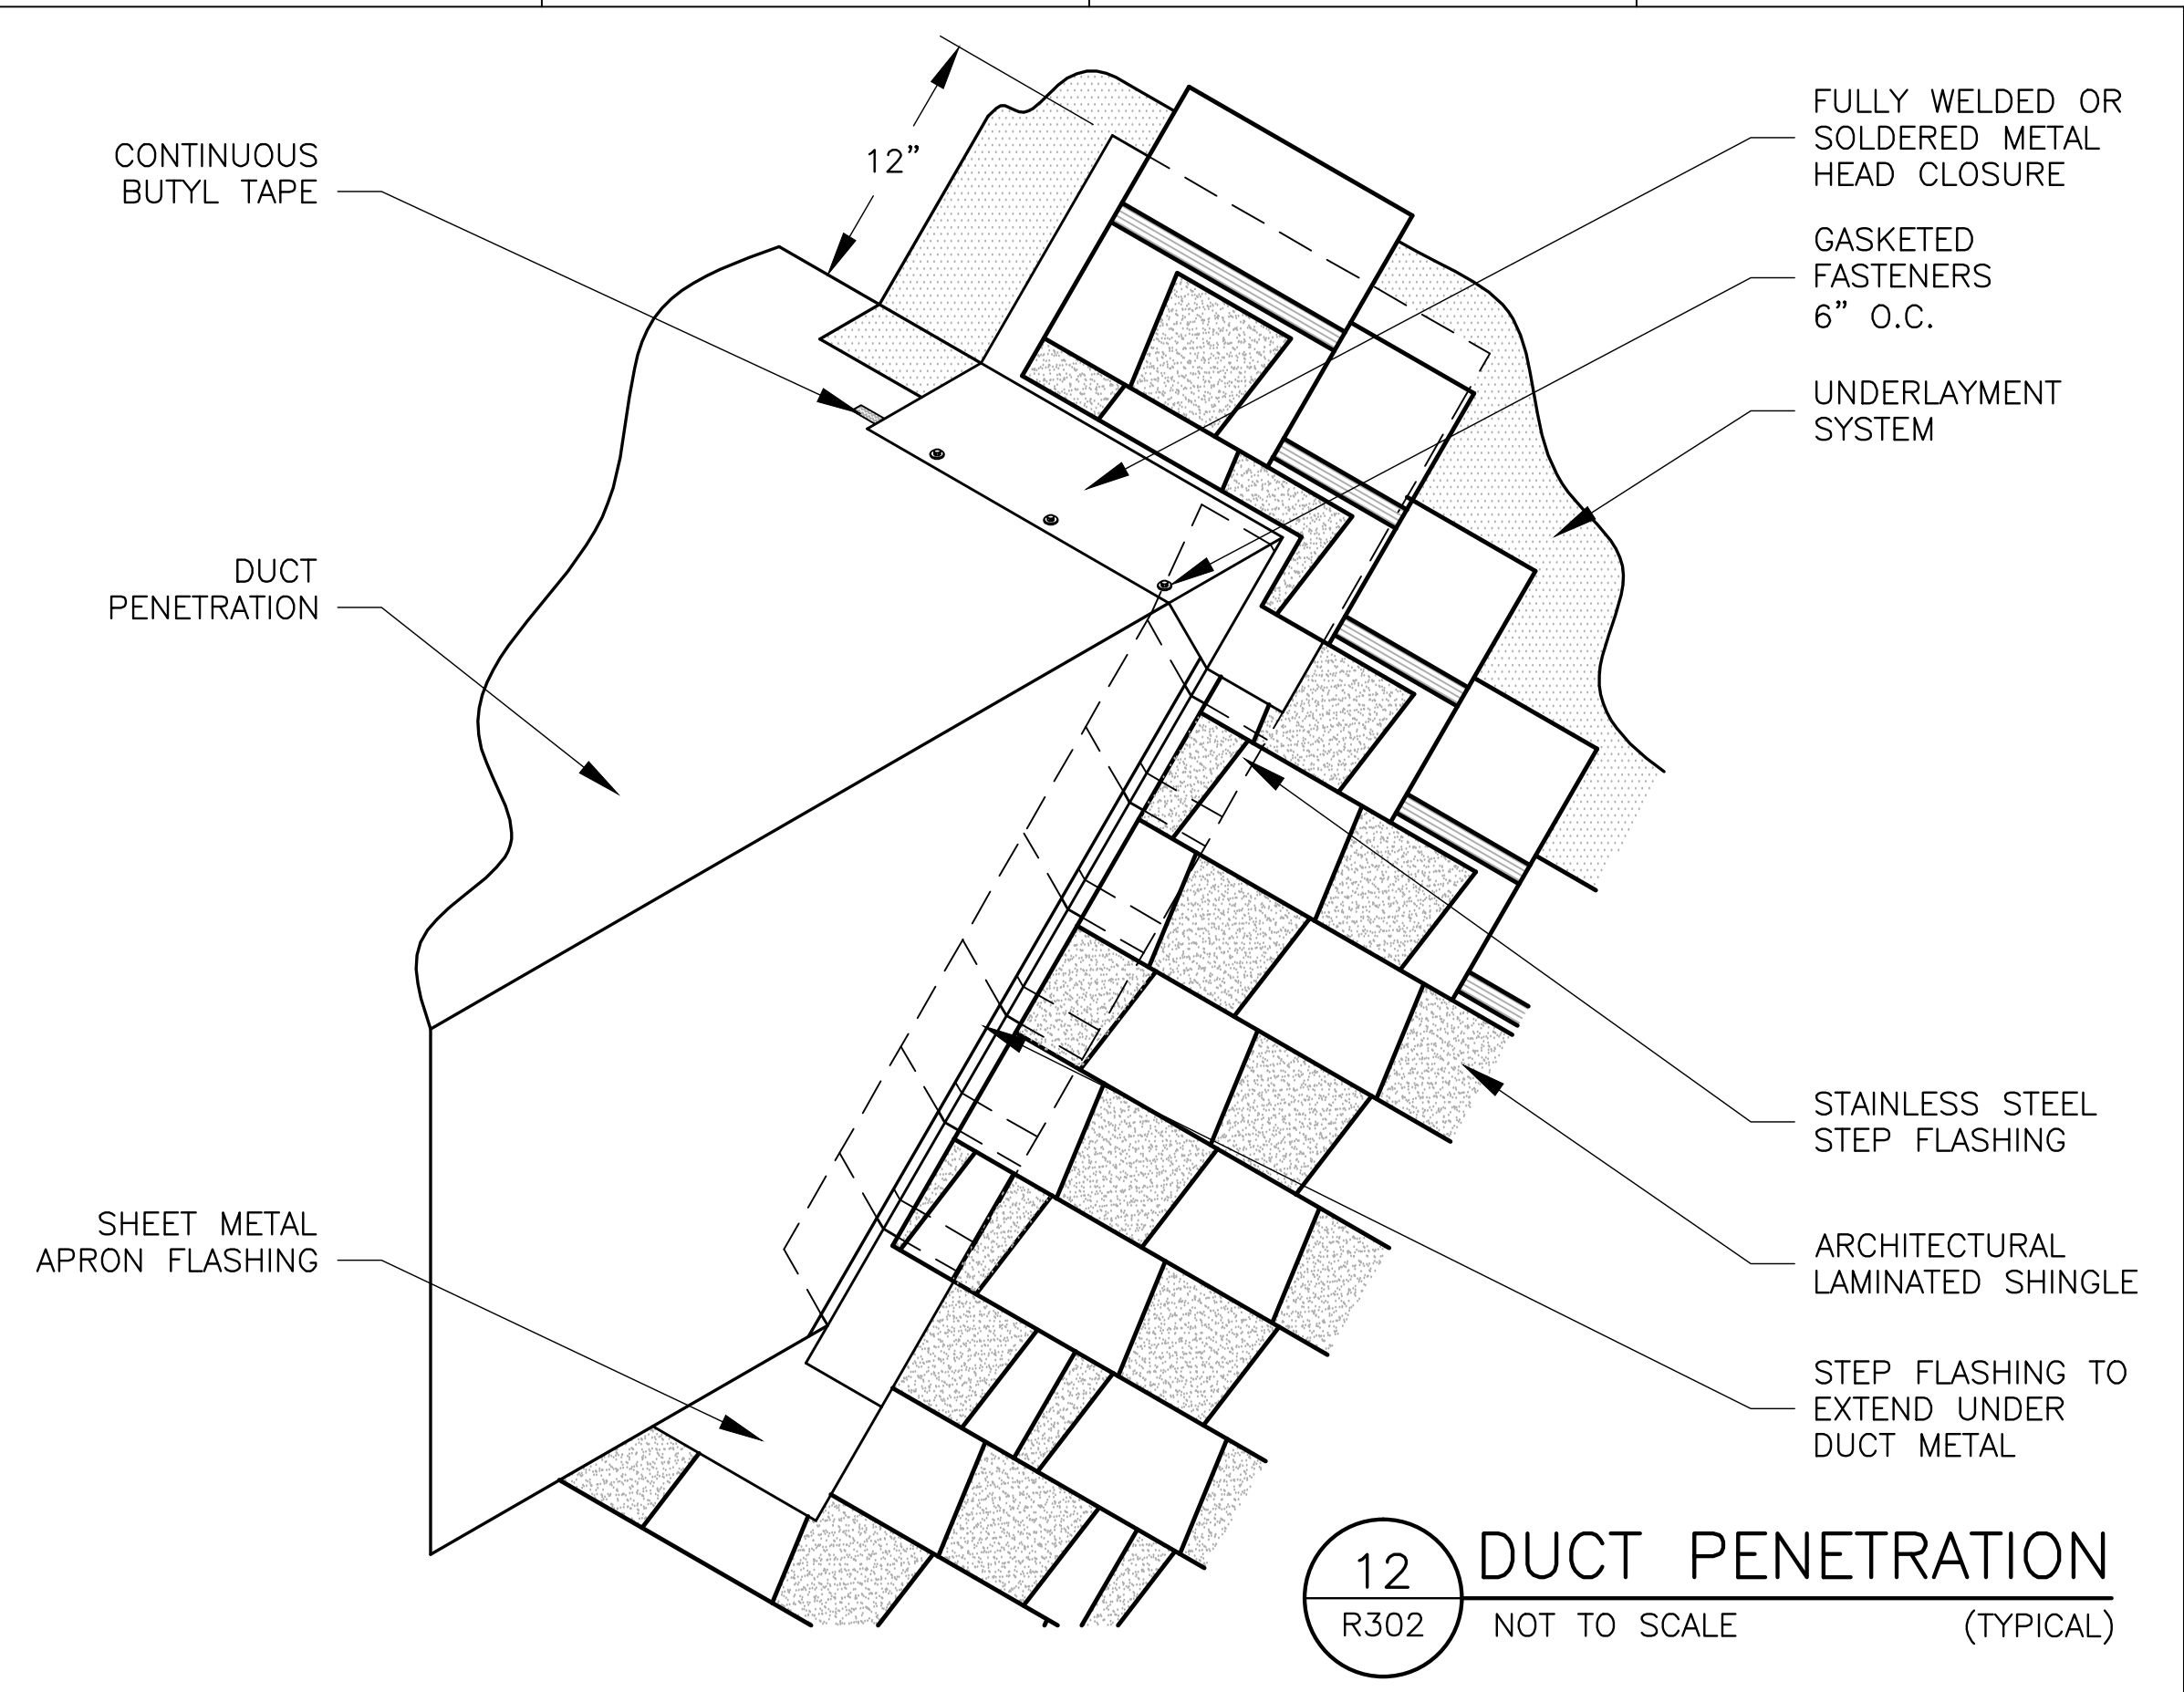 CONTINUOUS
BUTYL TAPE
DUCT
PENETRATION
SHEET METAL
APRON FLASHING
12”
FULLY WELDED OR
SOLDERED METAL
HEAD CLOSURE
GASKETED
FASTENERS
6” O.C.
UNDERLAYMENT
SYSTEM
STAINLESS STEEL
STEP FLASHING
ARCHITECTURAL
LAMINATED SHINGLE
STEP FLASHING TO
EXTEND UNDER
DUCT METAL
12
R302
DUCT PENETRATION
NOT TO SCALE (TYPICAL)